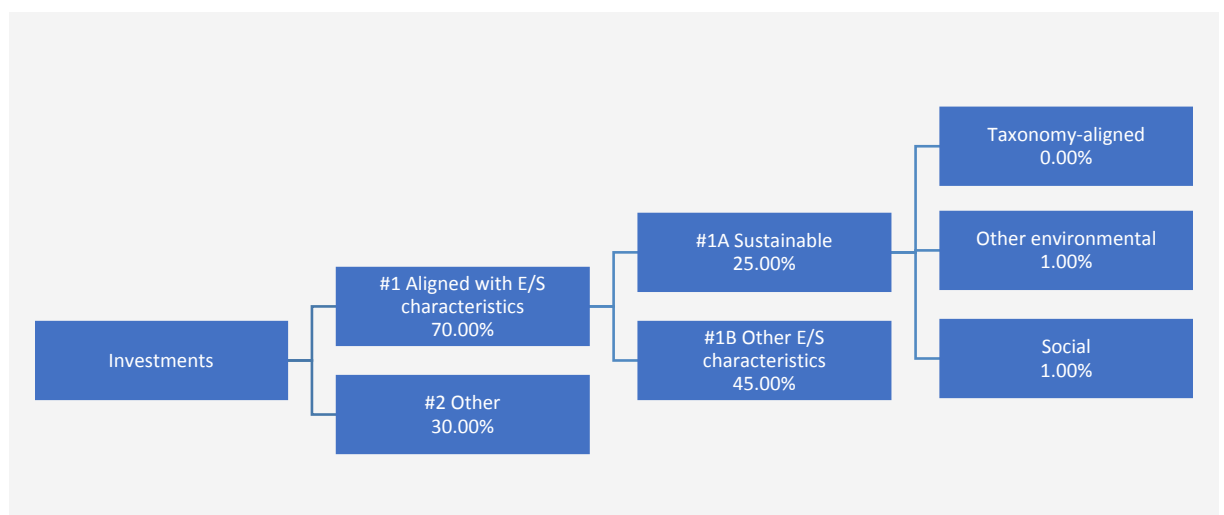 Investments
#1 Aligned with E/S
characteristics
70.00%
#2 Other
30.00%
#1A Sustainable
25.00%
#1B Other E/S
characteristics
45.00%
Taxonomy-aligned
0.00%
Other environmental
1.00%
Social
1.00%